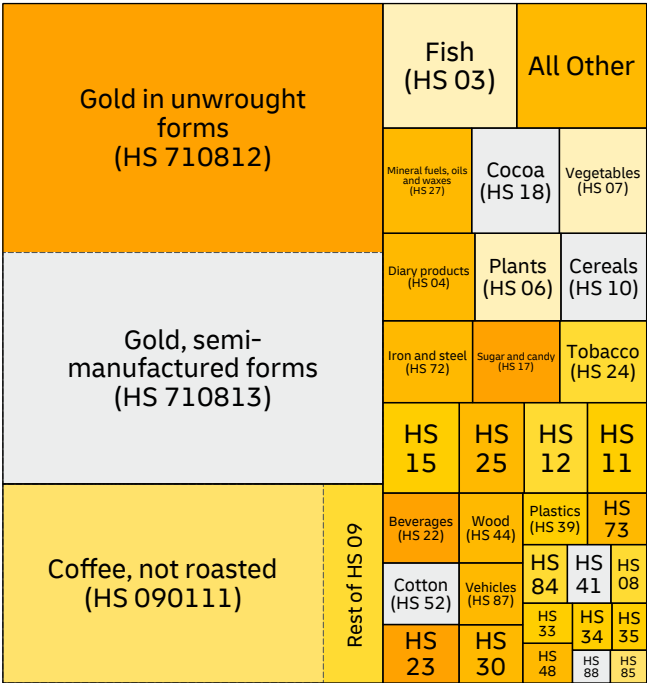 Gold in unwrought
forms
(HS 710812)
Gold, semi-
manufactured forms
(HS 710813)
Coffee, not roasted
(HS 090111)
Rest of HS 09
Fish
(HS 03)
All Other
Mineral fuels, oils
and waxes
(HS 27)
Cocoa
(HS 18)
Vegetables
(HS 07)
Diary products
(HS 04)
Plants
(HS 06)
Cereals
(HS 10)
Iron and steel
(HS 72)
Sugar and candy
(HS 17)
Tobacco
(HS 24)
HS
15
HS
25
HS
12
HS
11
Beverages
(HS 22)
Wood
(HS 44)
Plastics
(HS 39)
HS
73
Cotton
(HS 52)
Vehicles
(HS 87)
HS
84
HS
41
HS
08
HS
23
HS
30
HS
33
HS
34
HS
35
HS
48
HS
88
HS
85